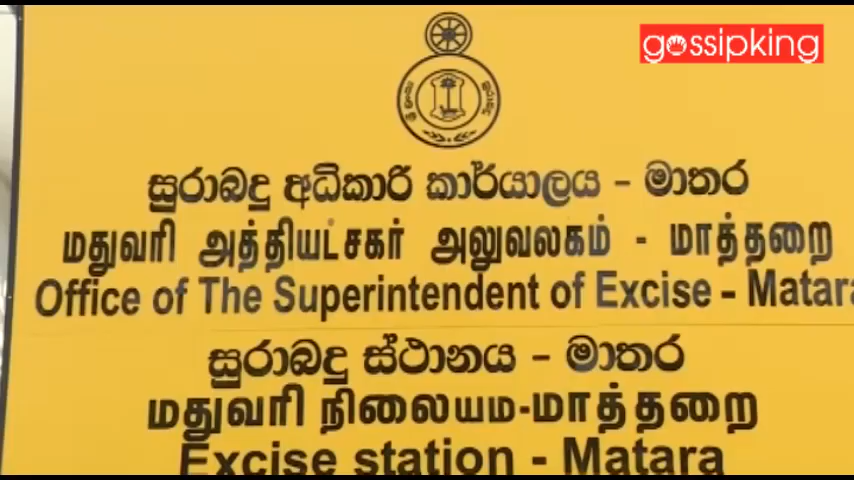 gossipking
සුරාබදු අධිකාරී කාර්යාලය – මාතර
மதுவரி அத்தியட்சகர் அலுவலகம் - மாத்தறை
Office of The Superintendent of Excise – Matara
සුරාබදු ස්ථානය – මාතර
மதுவரி நிலையம-மாத்தறை
Excise station - Matara